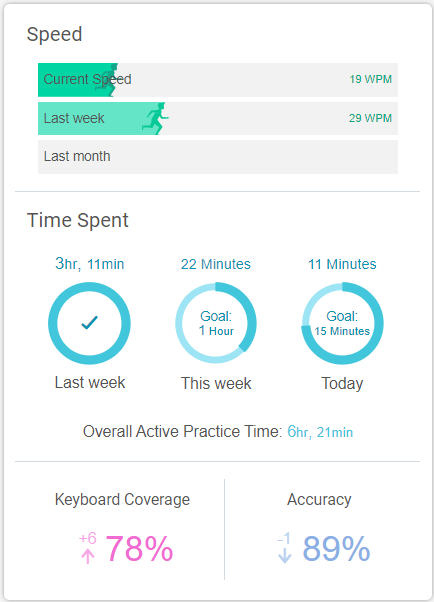 Speed
Current Speed 19 WPM
Last week 29 WPM
Last month
Time Spent
3hr, 11min 22 Minutes 11 Minutes
Goal: Goal:
1 Hour 15 Minutes
Last week This week Today
Overall Active Practice Time: 6hr, 21min
Keyboard Coverage Accuracy
+6 78% -1 89%